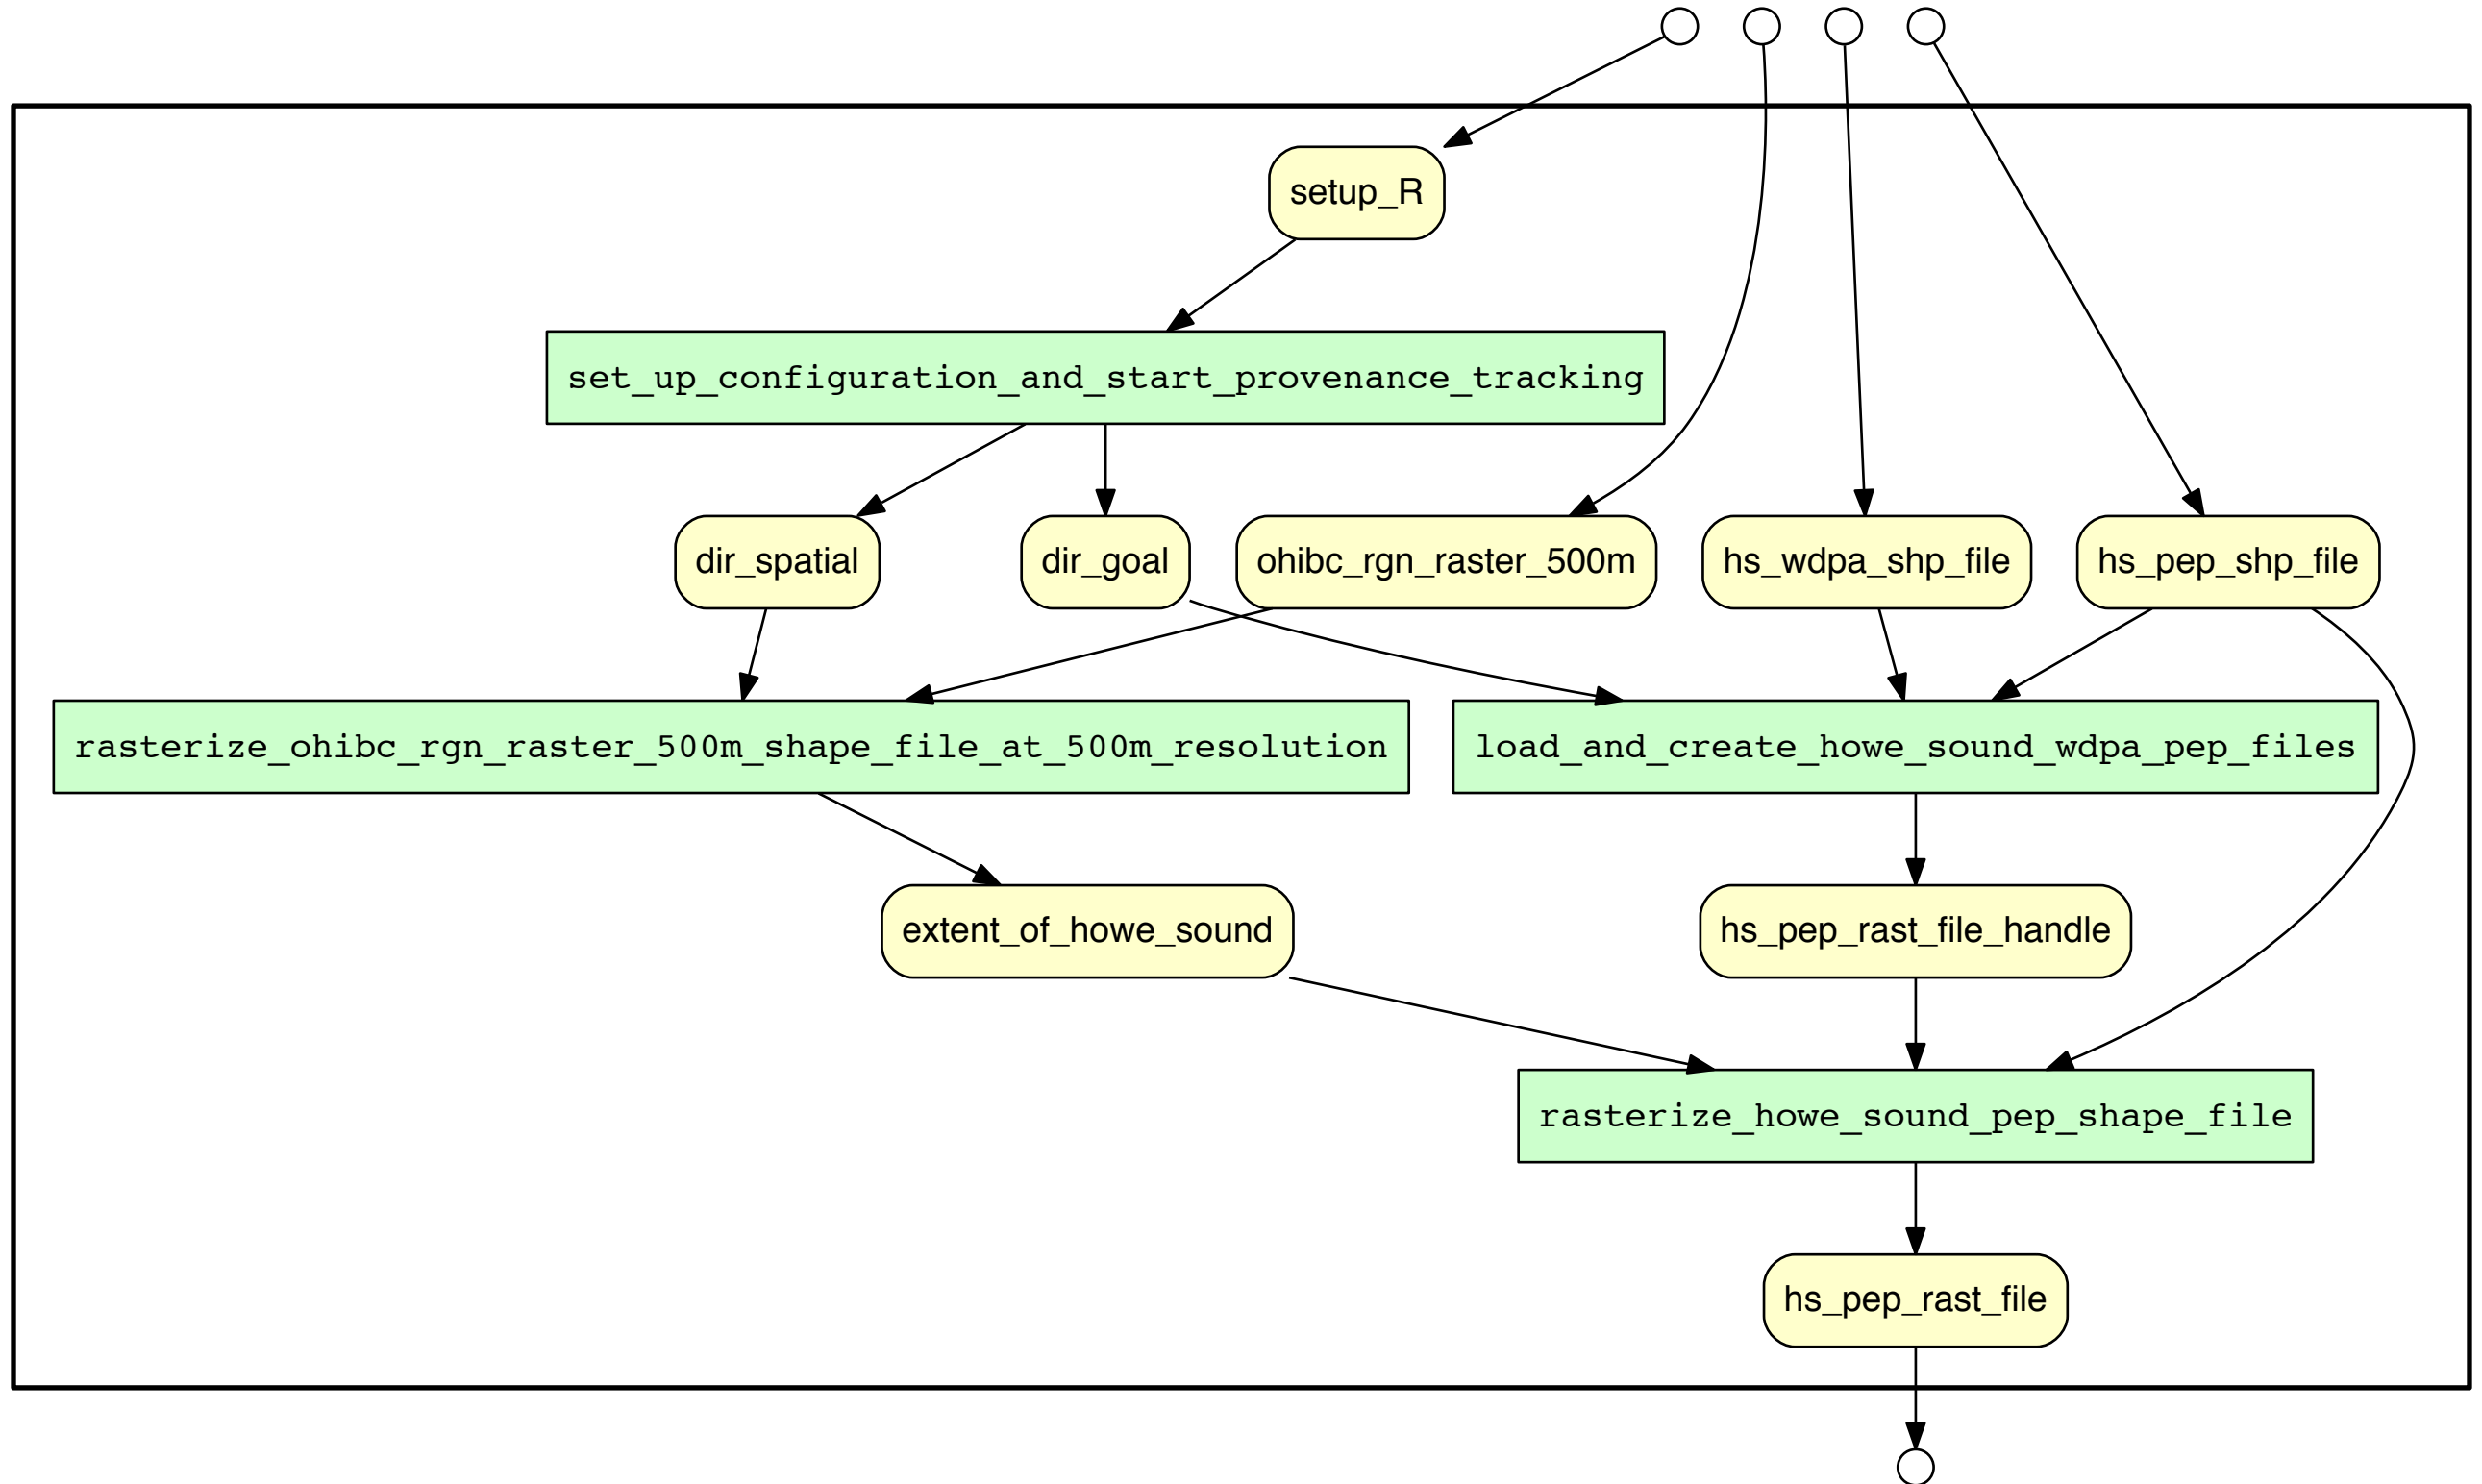 setup_R
set_up_configuration_and_start_provenance_tracking
dir_spatial
dir_goal
ohibc_rgn_raster_500m
hs_wdpa_shp_file
hs_pep_shp_file
rasterize_ohibc_rgn_raster_500m_shape_file_at_500m_resolution
load_and_create_howe_sound_wdpa_pep_files
extent_of_howe_sound
hs_pep_rast_file_handle
rasterize_howe_sound_pep_shape_file
hs_pep_rast_file